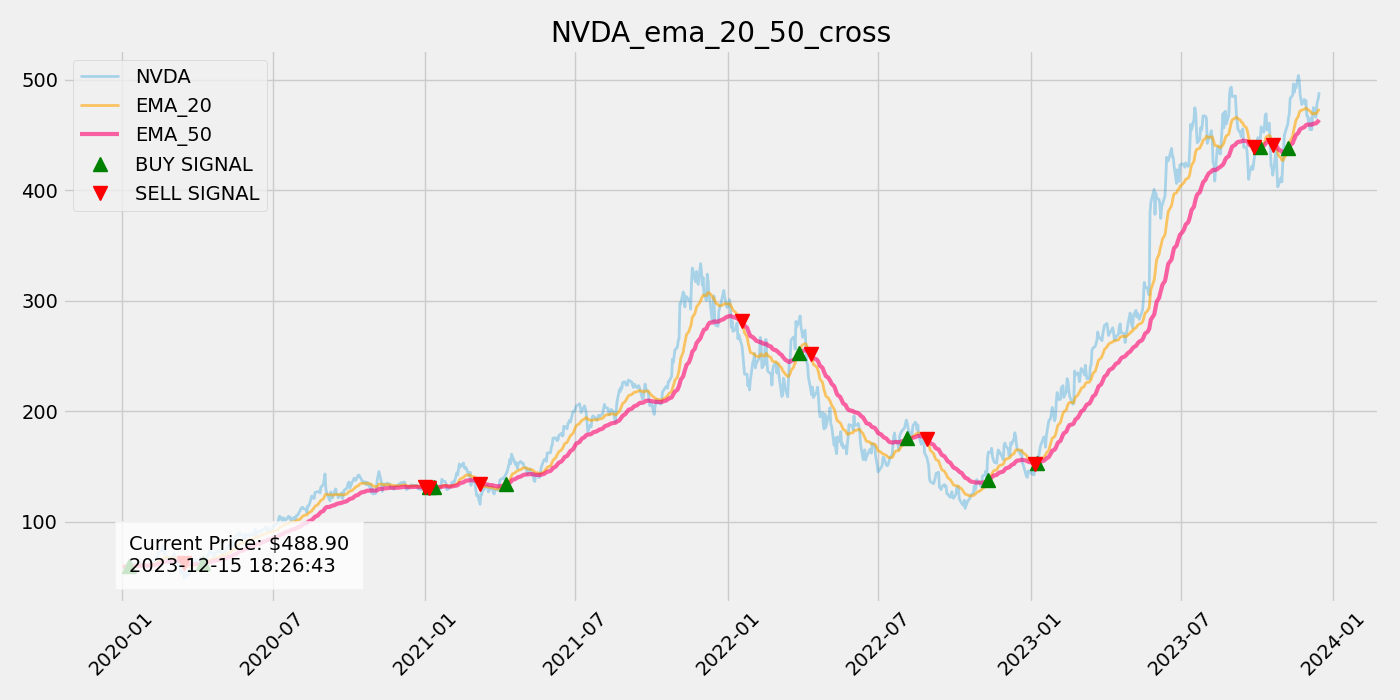 NVDA_ema_20_50_cross
500
400
300
200
100
NVDA
EMA_20
EMA_50
BUY SIGNAL
SELL SIGNAL
Current Price: $488.90
2023-12-15 18:26:43
2020-01
2020-07
2021-01
2021-07
2022-01
2022-07
2023-01
2023-07
2024-01